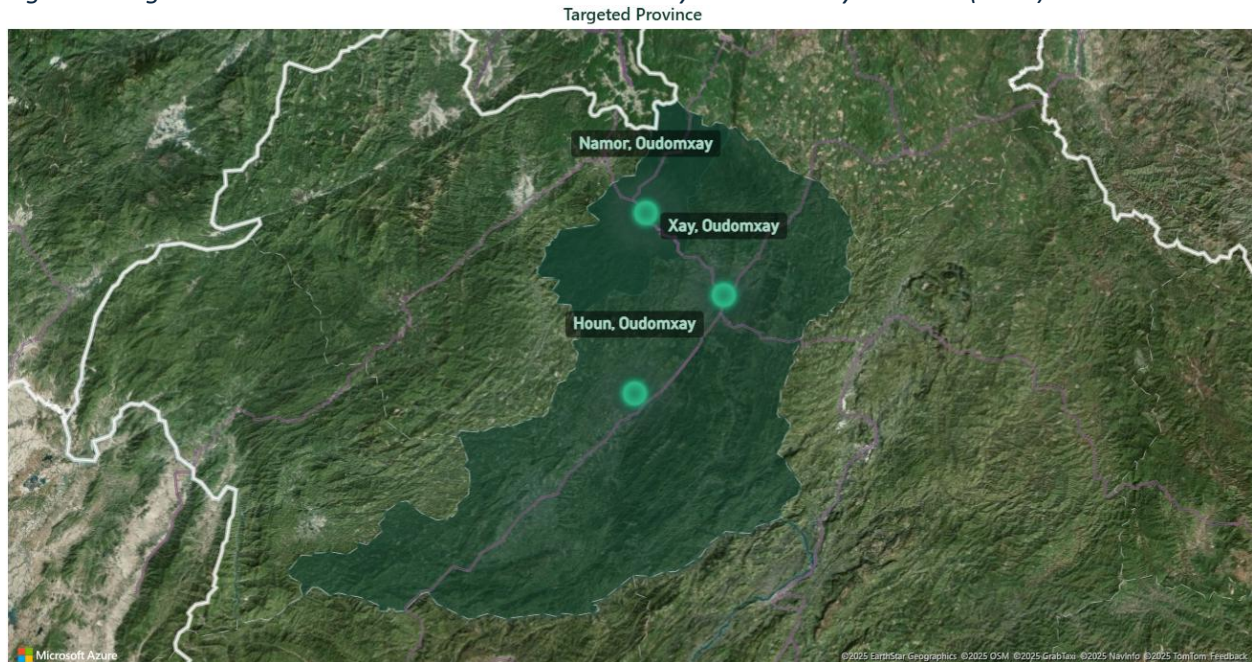 Targeted Province
Namor, Oudomxay
Xay, Oudomxay
Houn, Oudomxay
Microsoft Azure
©2025 EarthStar Geographics ©2025 OSM ©2025 GrabTaxi ©2025 NavInfo ©2025 TomTom Feedback